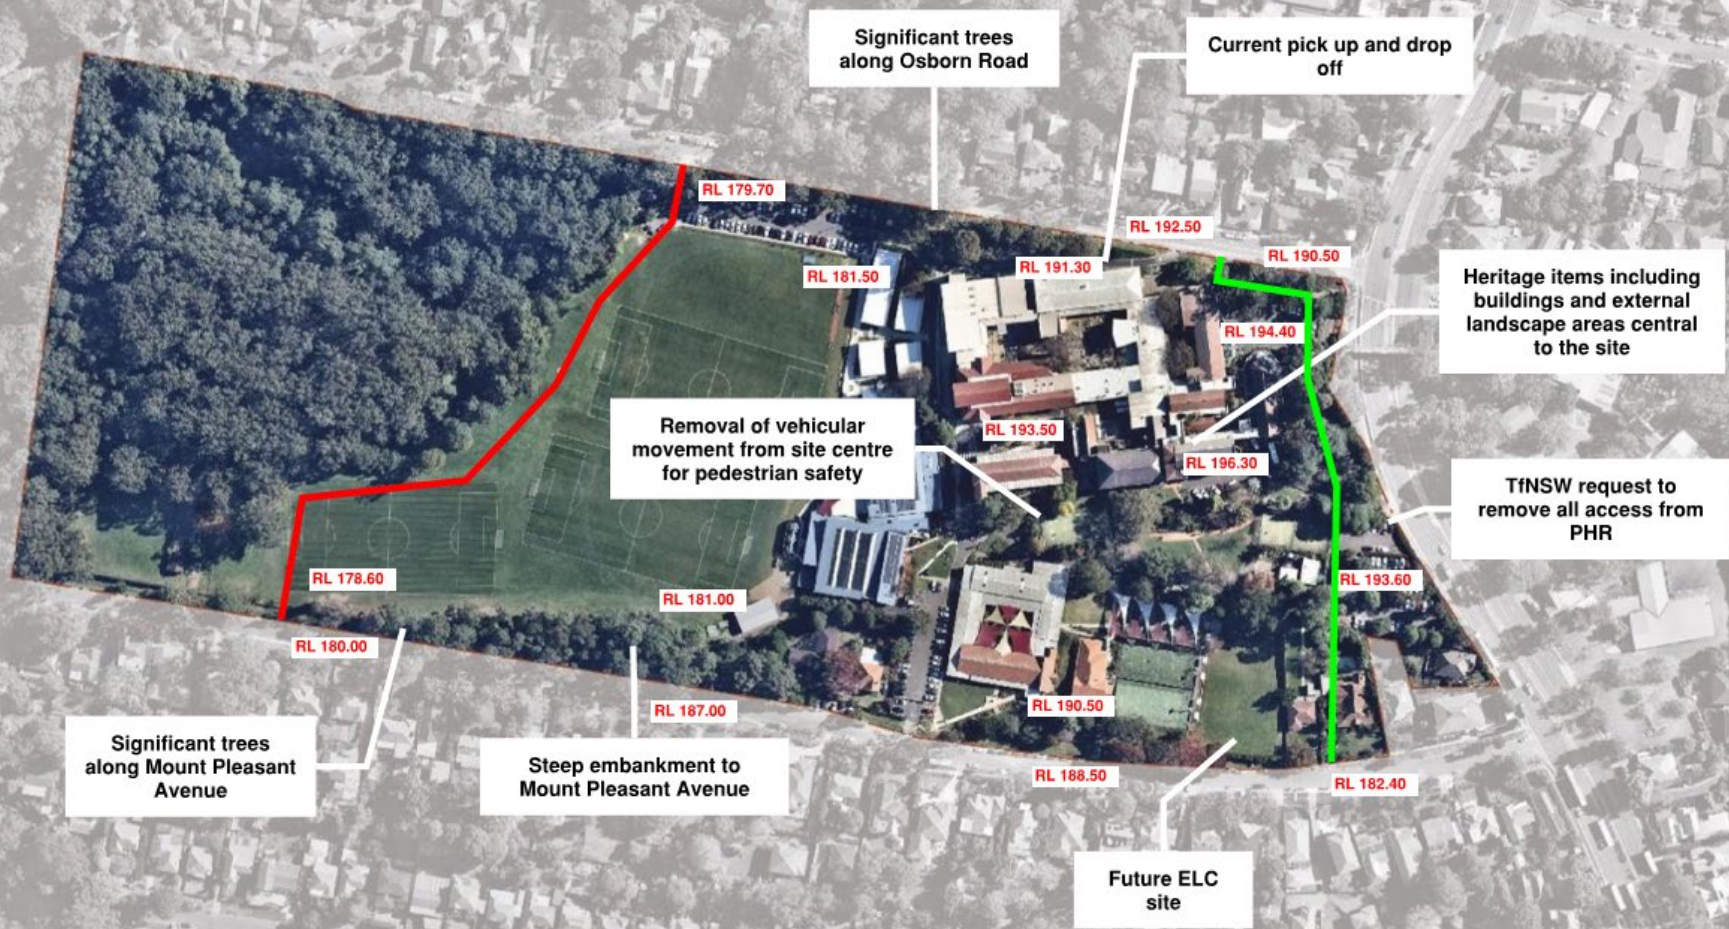 Significant trees
along Osborn Road
Current pick up and drop
off
RL 179.70
RL 192.50
RL 190.50
RL 191.30
RL 181.50
Heritage items including
buildings and external
landscape areas central
to the site
RL 194.40
Removal of vehicular
movement from site centre
for pedestrian safety
RL 193.50
RL 196.30
TfNSW request to
remove all access from
PHR
RL 178.60
RL 193.60
RL 181.00
RL 180.00
RL 187.00
RL 190.50
Significant trees
along Mount Pleasant
Avenue
Steep embankment to
Mount Pleasant Avenue
RL 188.50
RL 182.40
Future ELC
site